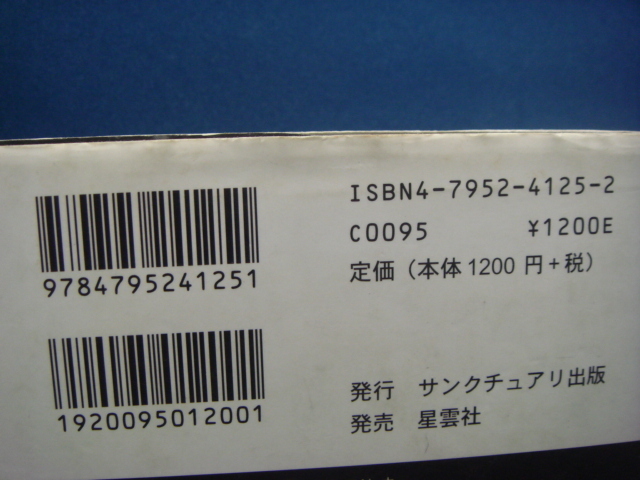 ISBN4-7952-4125-2
C0095 ¥1200E
定価（本体1200円+税）
9784795241251
1920095012001
発行 サンクチュアリ出版
発売 星雲社